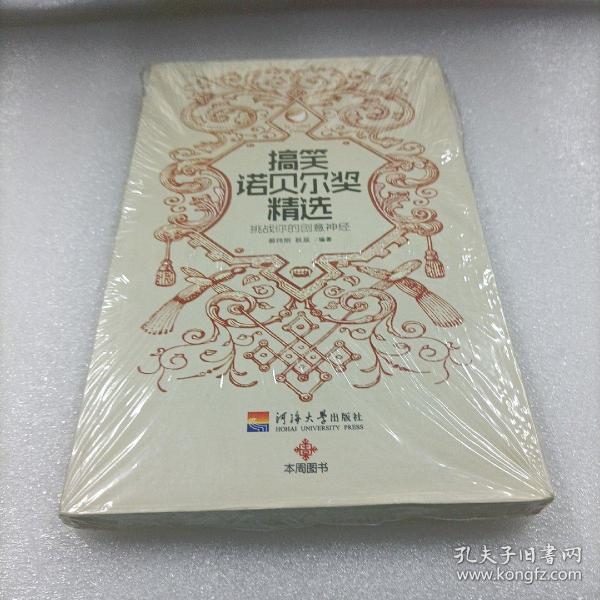 搞笑
诺贝尔奖
精选
挑战你的创意神经
/编著
河海大学出版社
HOHAI UNIVERSITY PRESS
本周图书
孔夫子旧书网
www.kongfz.com